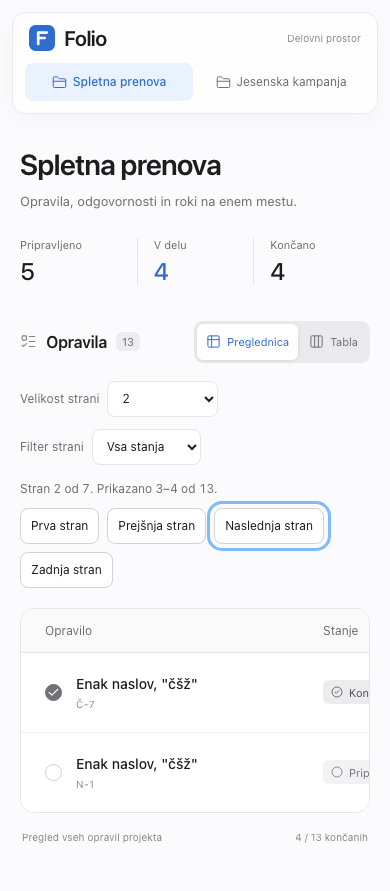 Folio
Delovni prostor
Spletna prenova
Jesenska kampanja
Spletna prenova
Opravila, odgovornosti in roki na enem mestu.
Pripravljeno
V delu
Končano
5
4
4
Opravila 13
Preglednica
Tabla
Velikost strani 2
Filter strani Vsa stanja
Stran 2 od 7. Prikazano 3–4 od 13.
Prva stran
Prejšnja stran
Naslednja stran
Zadnja stran
Opravilo
Stanje
Enak naslov, "čšž"
Kon
Č-7
Enak naslov, "čšž"
Prip
N-1
Pregled vseh opravil projekta
4 / 13 končanih